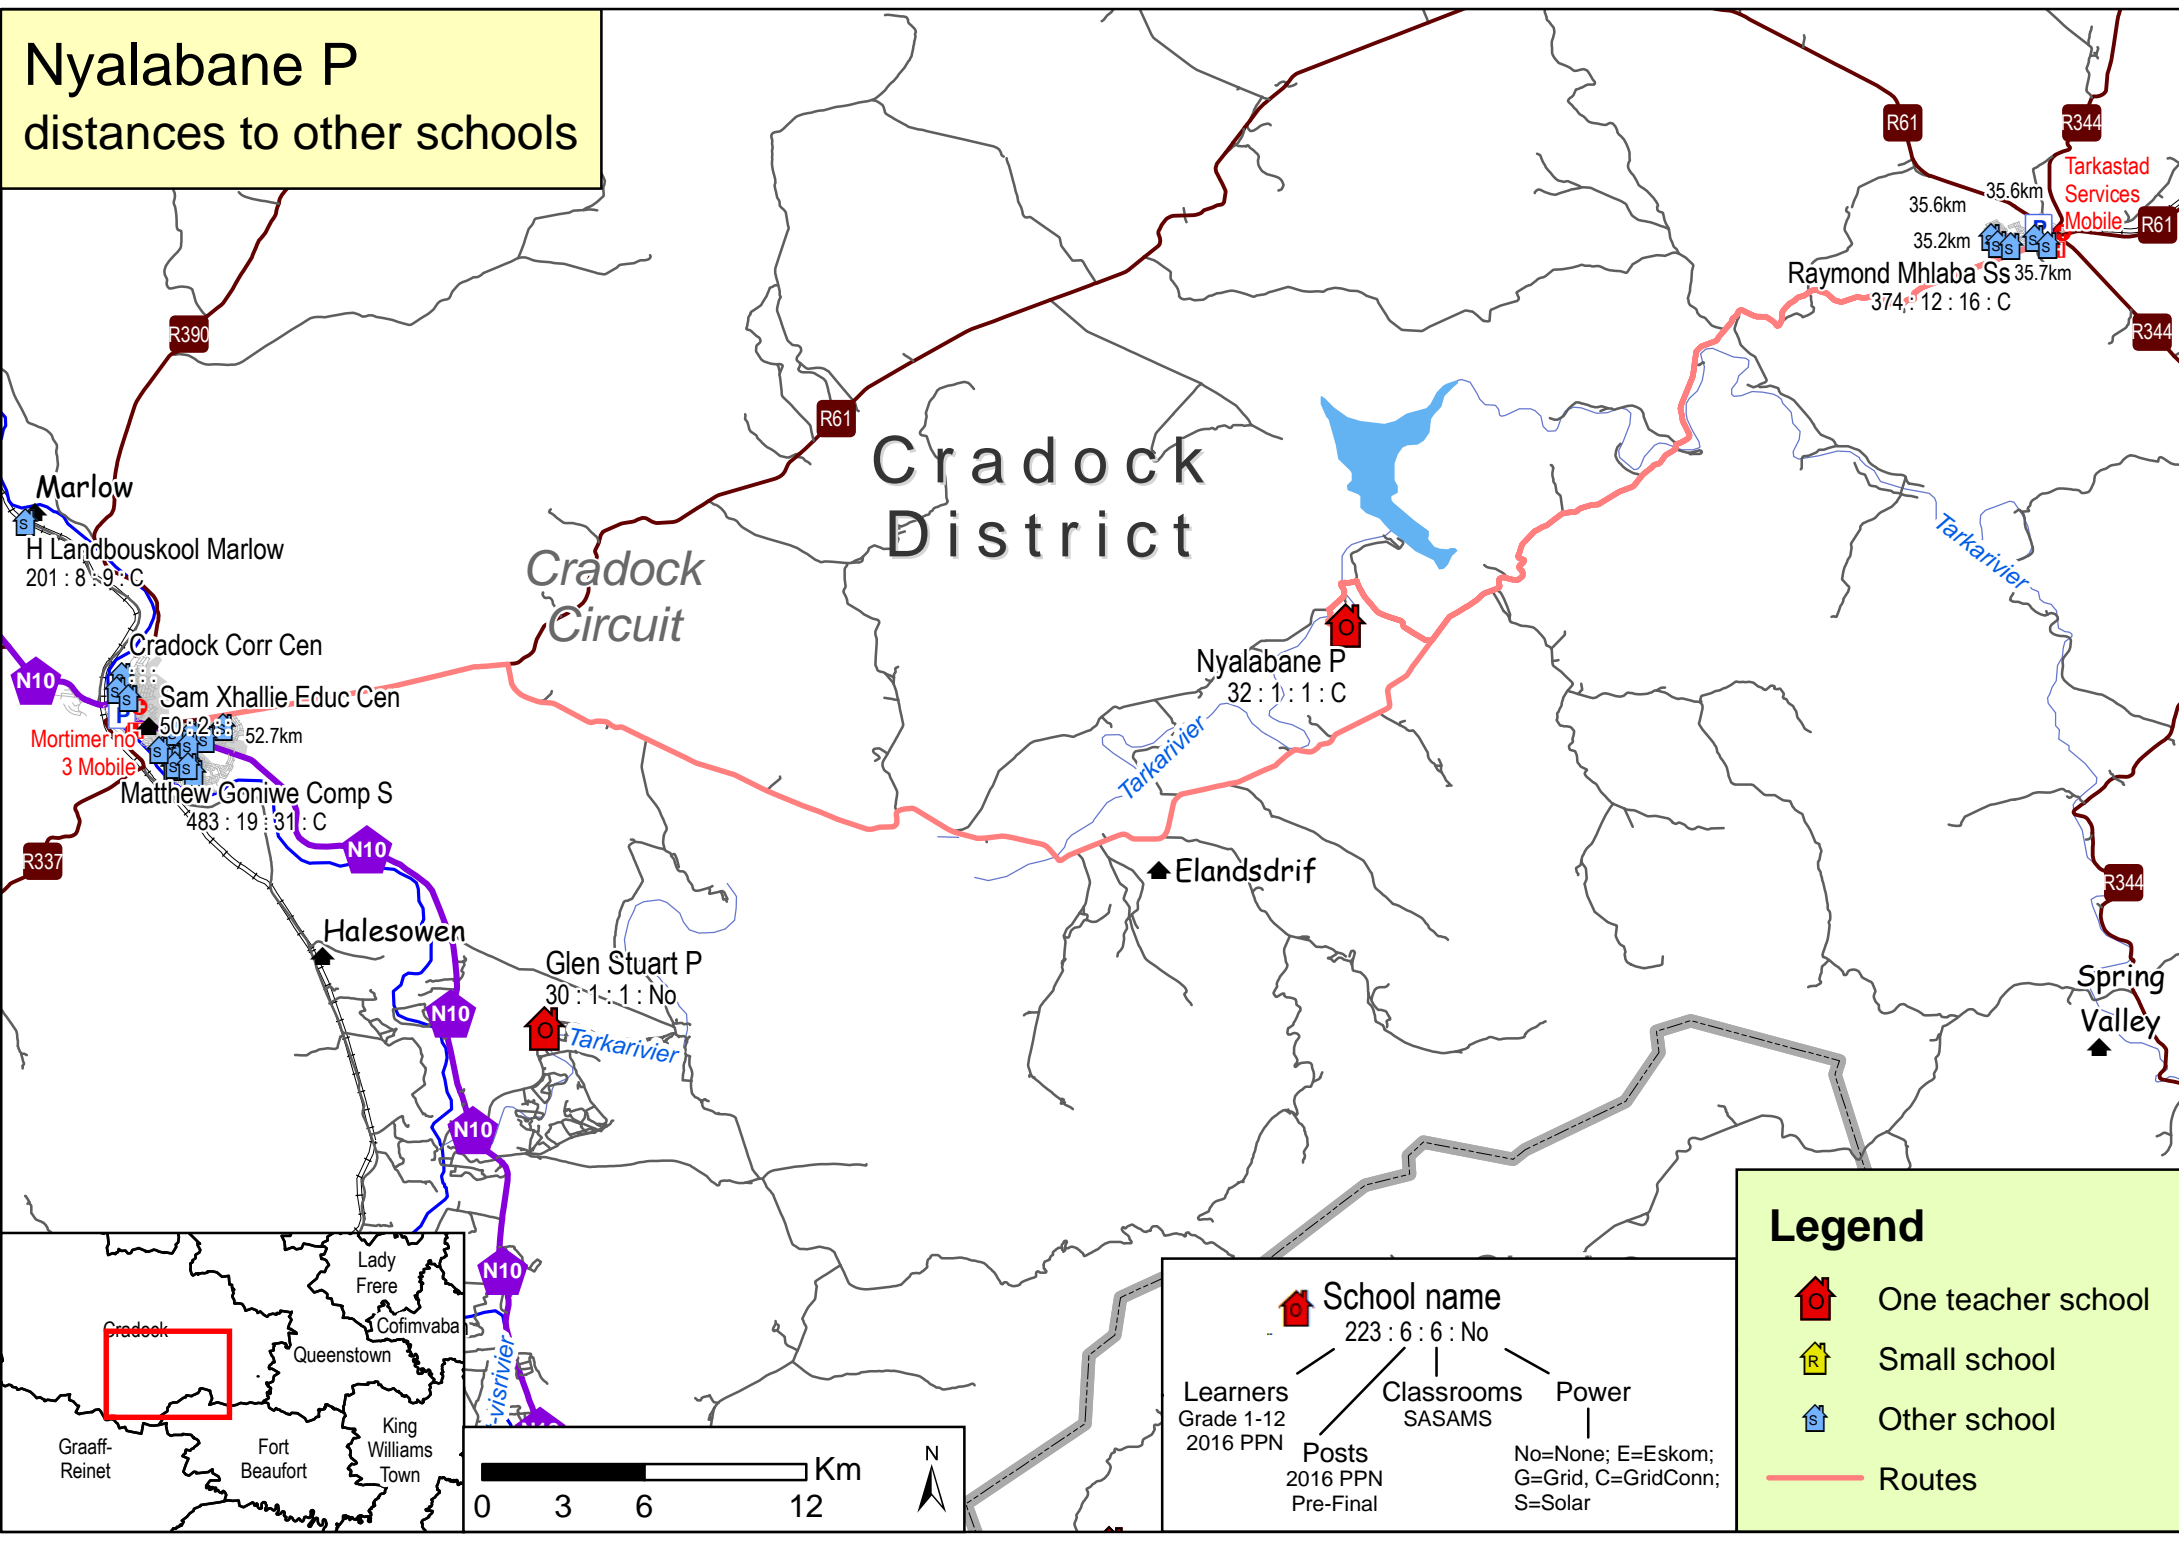 Nyalabane P
distances to other schools
R61
R344
Tarkastad
Services
Mobile
35.6km
35.6km
R61
35.2km
Raymond Mhlaba Ss
35.7km
374 : 12 : 16 : C
R344
R390
R61
Cradock
District
Marlow
H Landbouskool Marlow
201 : 8 : 9 : C
Cradock
Circuit
Tarkarivier
Cradock Corr Cen
N10
Sam Xhallie Educ Cen
P
52.7km
Mortimer no
3 Mobile
Matthew Goniwe Comp S
483 : 19 : 31 : C
Nyalabane P
32 : 1 : 1 : C
Tarkarivier
R337
N10
Elandsdrif
R344
Halesowen
Glen Stuart P
30 : 1 : 1 : No
Tarkarivier
N10
Spring
Valley
N10
N10
Lady
Frere
Cofimvaba
Cradock
Queenstown
King
Williams
Town
Graaff-
Reinet
Fort
Beaufort
Km
0 3 6 12
N
School name
223 : 6 : 6 : No
Learners
Grade 1-12
2016 PPN
Posts
2016 PPN
Pre-Final
Classrooms
SASAMS
Power
No=None; E=Eskom;
G=Grid, C=GridConn;
S=Solar
Legend
O One teacher school
R Small school
S Other school
Routes